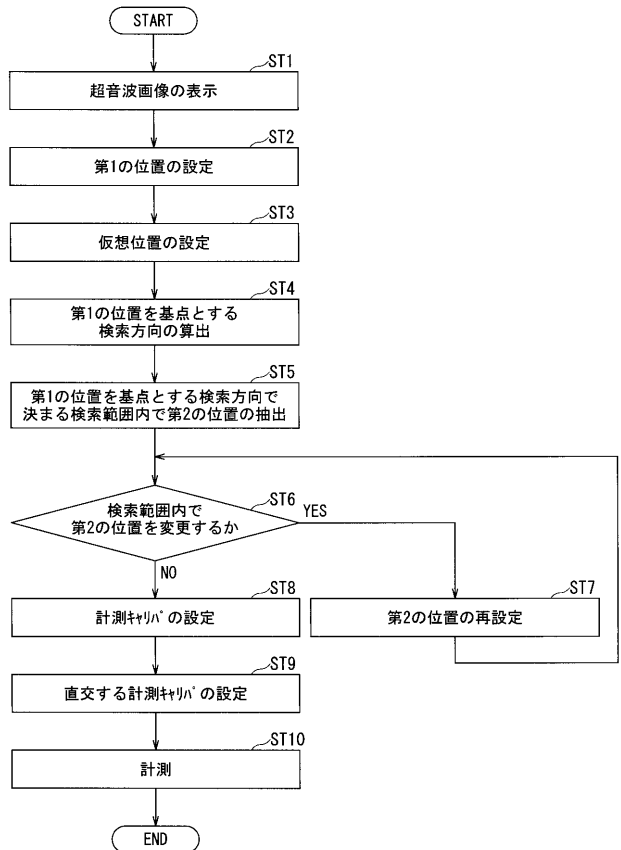 START
ST1
超音波画像の表示
ST2
第1の位置の設定
ST3
仮想位置の設定
ST4
第1の位置を基点とする
検索方向の算出
ST5
第1の位置を基点とする検索方向で
決まる検索範囲内で第2の位置の抽出
ST6
検索範囲内で
第2の位置を変更するか
YES
NO
ST8
計測ｷｬﾘﾊﾟの設定
ST7
第2の位置の再設定
ST9
直交する計測ｷｬﾘﾊﾟの設定
ST10
計測
END